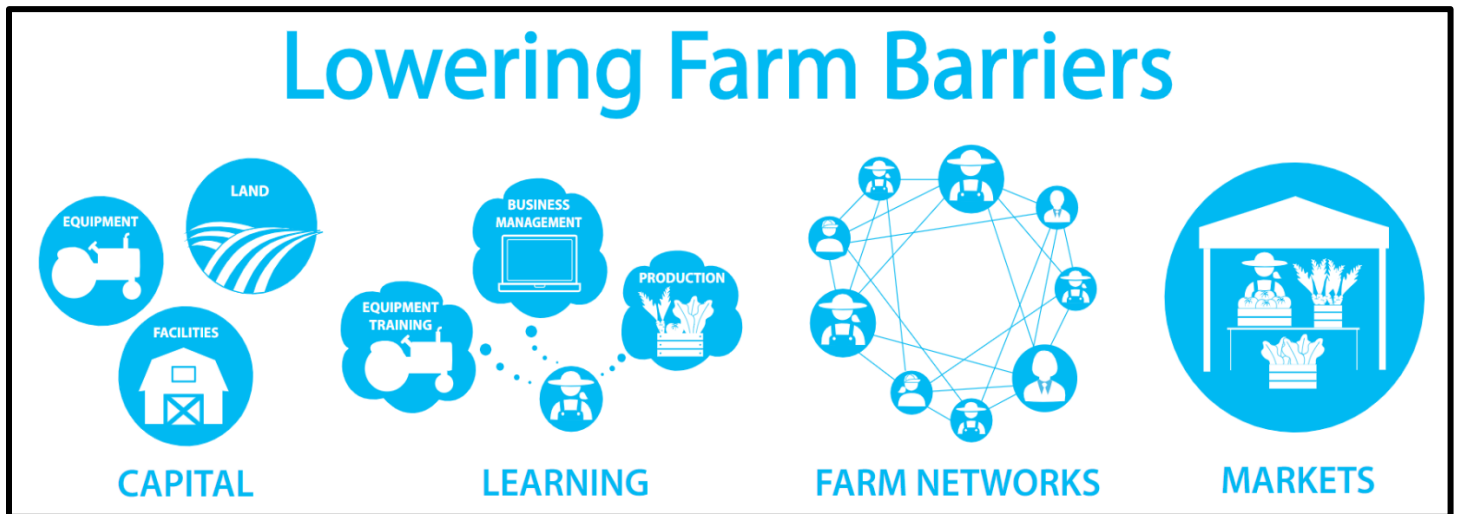 Lowering Farm Barriers
LAND
EQUIPMENT
FACILITIES
CAPITAL
BUSINESS
MANAGEMENT
PRODUCTION
EQUIPMENT
TRAINING
LEARNING
FARM NETWORKS
MARKETS